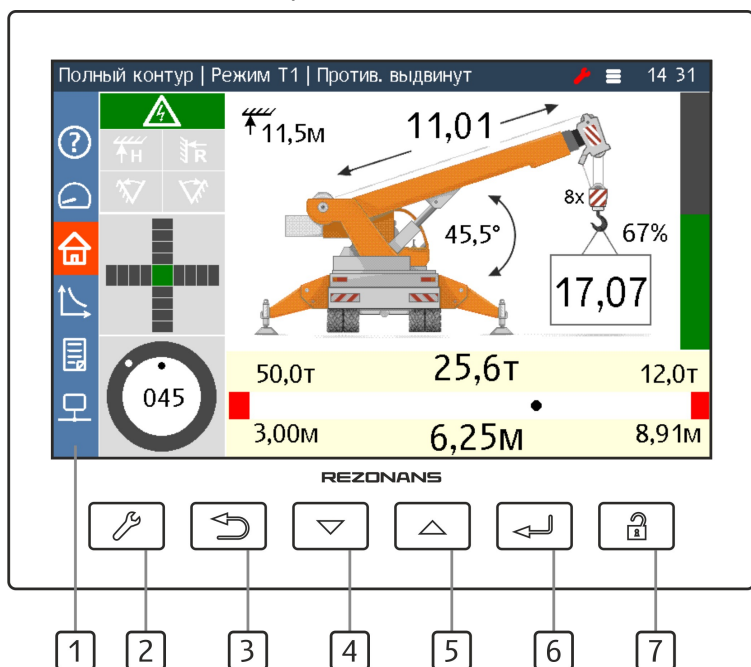 Полный контур | Режим Т1 | Против. выдвинут 14 31
11,5м
11,01
H
R
8x
45,5°
67%
17,07
50,0т 25,6т 12,0т
045
3,00м 6,25м 8,91м
REZONANS
1 2 3 4 5 6 7